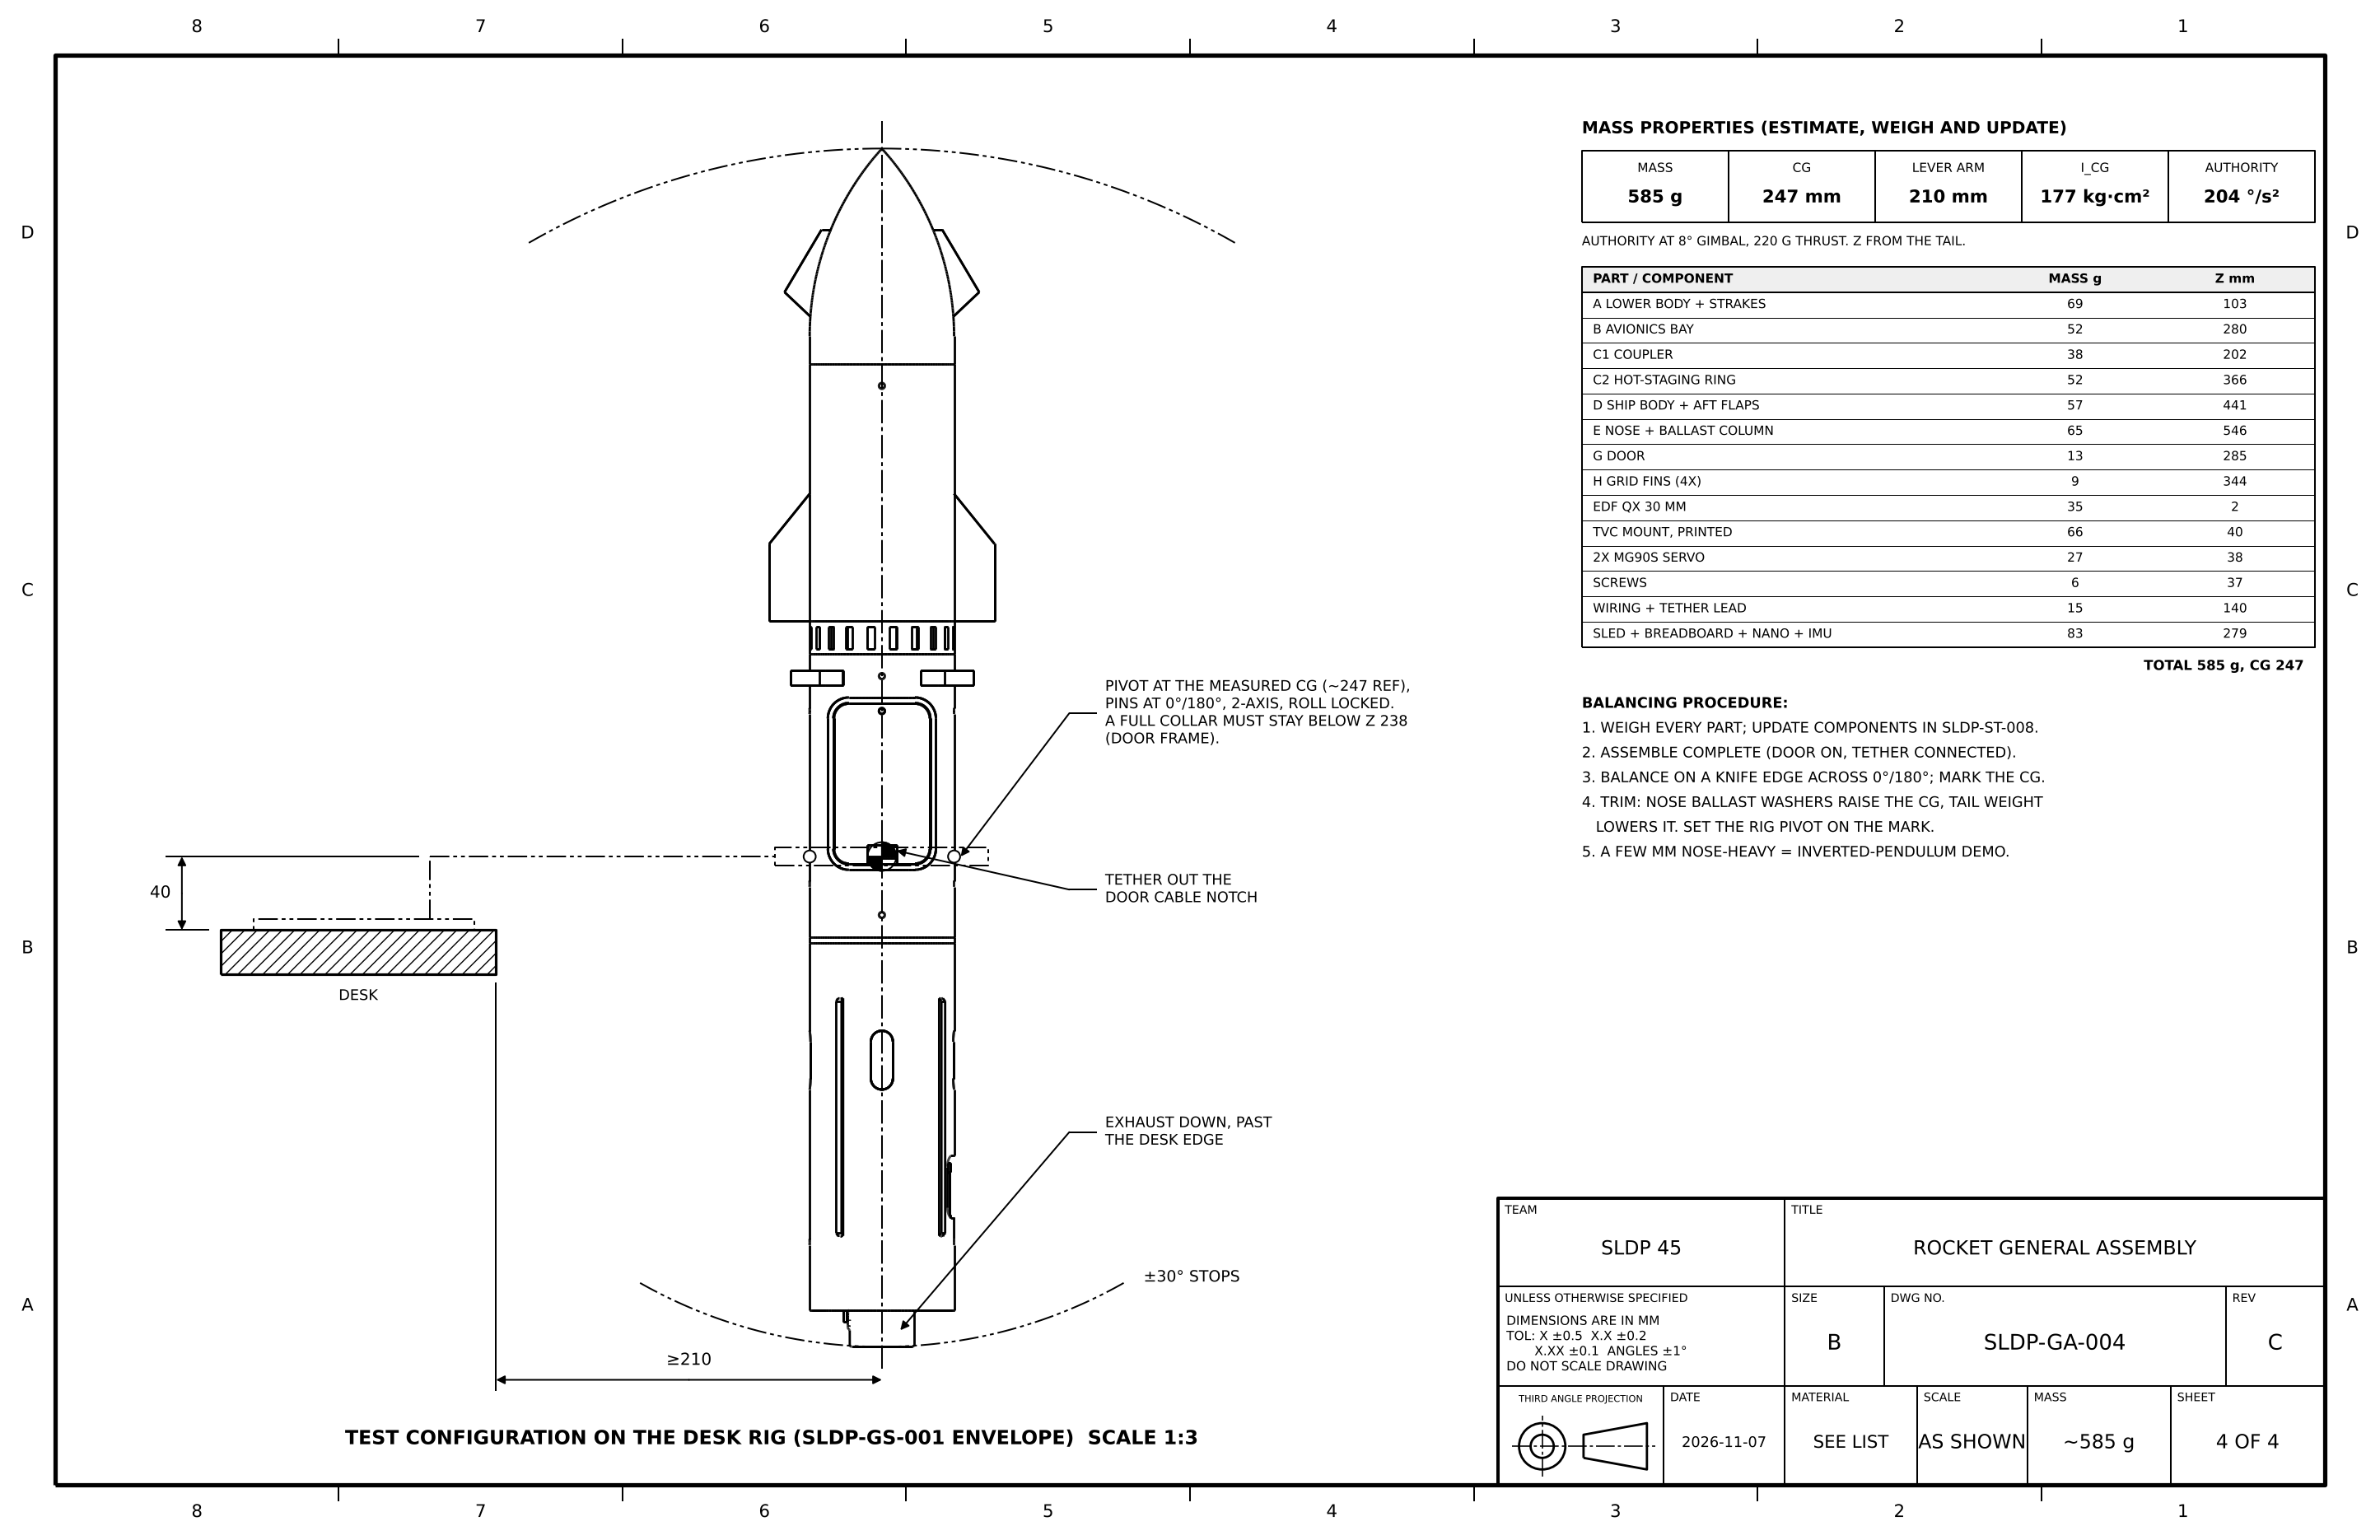 8 7 6 5 4 3 2 1
D D
C C
B B
A A
MASS PROPERTIES (ESTIMATE, WEIGH AND UPDATE)
MASS CG LEVER ARM I_CG AUTHORITY
585 g 247 mm 210 mm 177 kg·cm² 204 °/s²
AUTHORITY AT 8° GIMBAL, 220 G THRUST. Z FROM THE TAIL.
PART / COMPONENT MASS g Z mm
A LOWER BODY + STRAKES 69 103
B AVIONICS BAY 52 280
C1 COUPLER 38 202
C2 HOT-STAGING RING 52 366
D SHIP BODY + AFT FLAPS 57 441
E NOSE + BALLAST COLUMN 65 546
G DOOR 13 285
H GRID FINS (4X) 9 344
EDF QX 30 MM 35 2
TVC MOUNT, PRINTED 66 40
2X MG90S SERVO 27 38
SCREWS 6 37
WIRING + TETHER LEAD 15 140
SLED + BREADBOARD + NANO + IMU 83 279
TOTAL 585 g, CG 247
BALANCING PROCEDURE:
1. WEIGH EVERY PART; UPDATE COMPONENTS IN SLDP-ST-008.
2. ASSEMBLE COMPLETE (DOOR ON, TETHER CONNECTED).
3. BALANCE ON A KNIFE EDGE ACROSS 0°/180°; MARK THE CG.
4. TRIM: NOSE BALLAST WASHERS RAISE THE CG, TAIL WEIGHT
LOWERS IT. SET THE RIG PIVOT ON THE MARK.
5. A FEW MM NOSE-HEAVY = INVERTED-PENDULUM DEMO.
PIVOT AT THE MEASURED CG (~247 REF),
PINS AT 0°/180°, 2-AXIS, ROLL LOCKED.
A FULL COLLAR MUST STAY BELOW Z 238
(DOOR FRAME).
TETHER OUT THE
DOOR CABLE NOTCH
40
DESK
EXHAUST DOWN, PAST
THE DESK EDGE
±30° STOPS
≥210
TEST CONFIGURATION ON THE DESK RIG (SLDP-GS-001 ENVELOPE) SCALE 1:3
TEAM
SLDP 45
TITLE
ROCKET GENERAL ASSEMBLY
UNLESS OTHERWISE SPECIFIED
DIMENSIONS ARE IN MM
TOL: X ±0.5 X.X ±0.2
X.XX ±0.1 ANGLES ±1°
DO NOT SCALE DRAWING
SIZE
B
DWG NO.
SLDP-GA-004
REV
C
THIRD ANGLE PROJECTION
DATE
2026-11-07
MATERIAL
SEE LIST
SCALE
AS SHOWN
MASS
~585 g
SHEET
4 OF 4
8 7 6 5 4 3 2 1